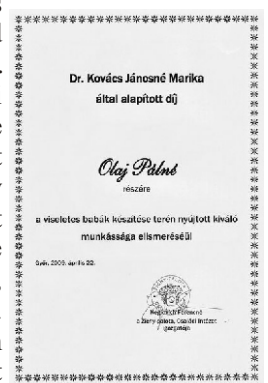 Dr. Kovács Jánosné Marika
által alapított díj
Olaj Pálné
részére
a viseletes babák készítése terén nyújtott kiváló
munkássága elismeréséül
Győr, 2009. április 22.